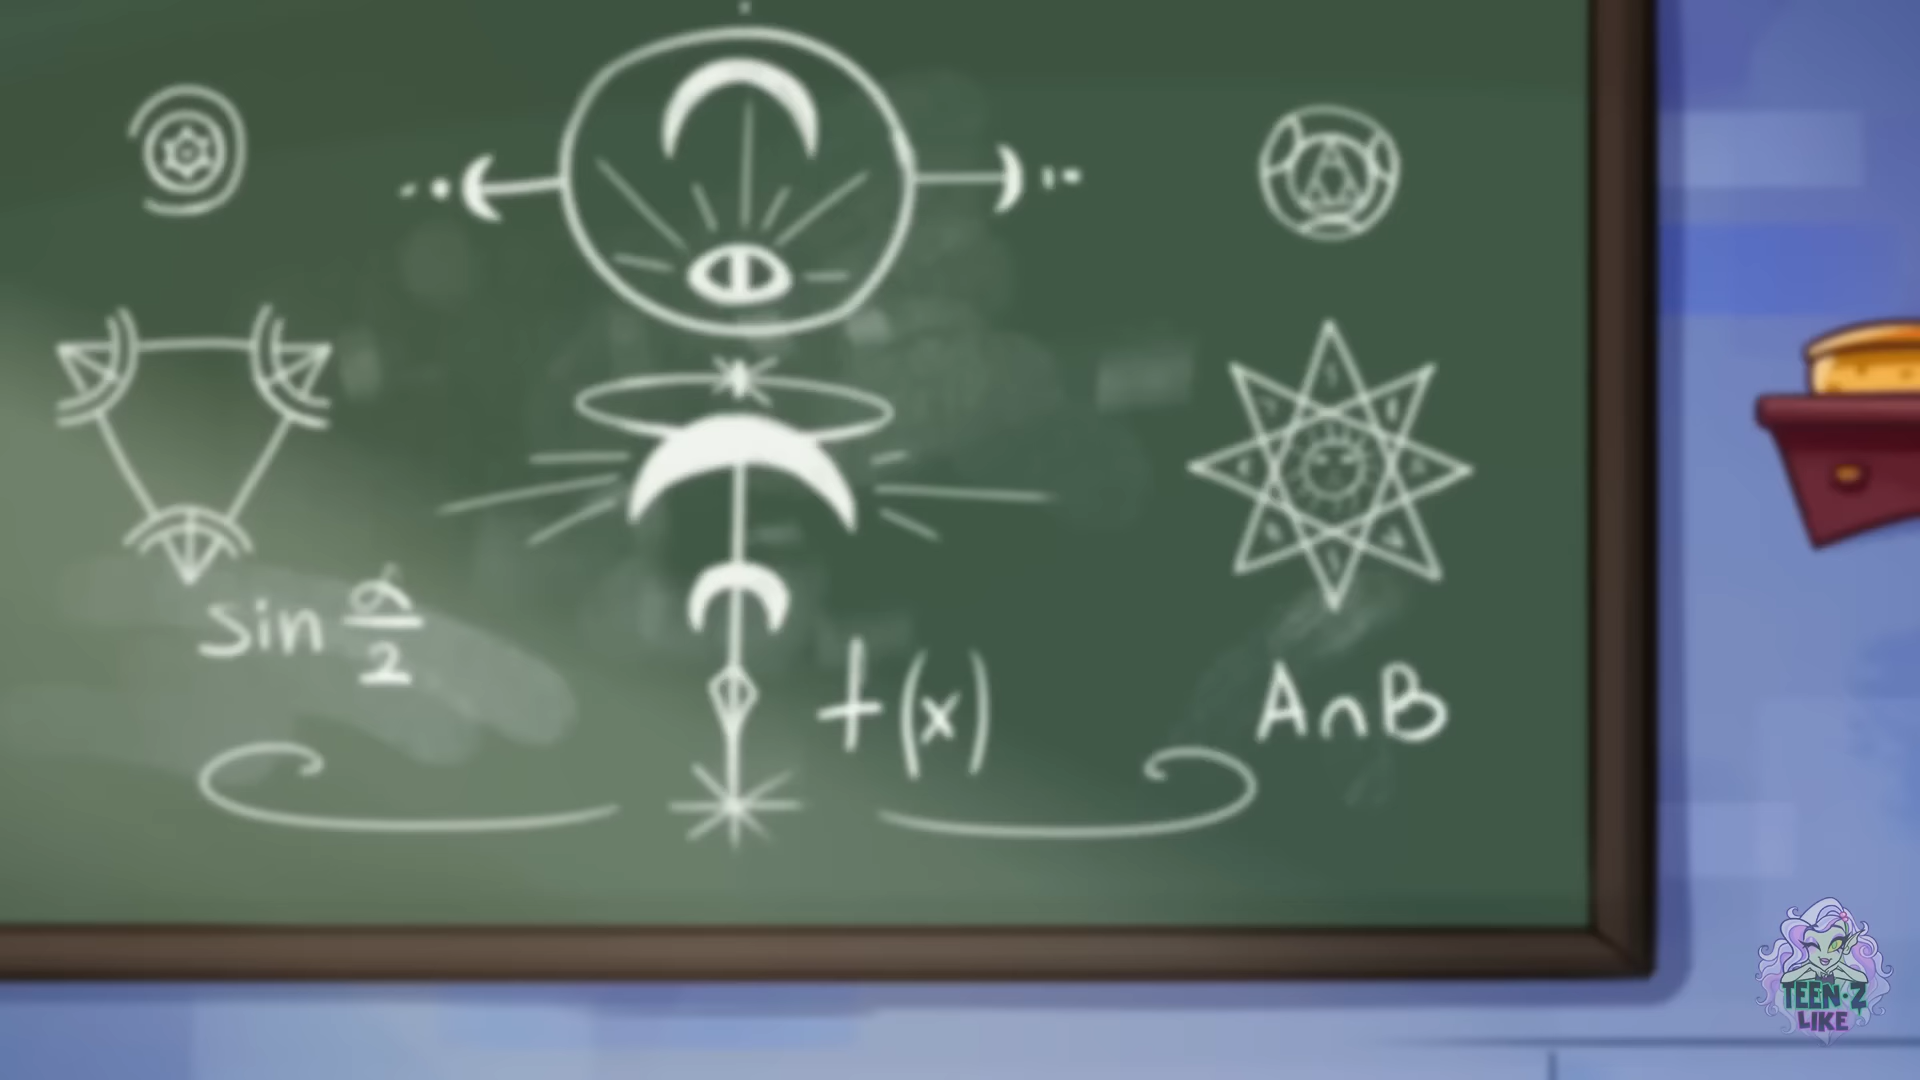 sin α/2
f(x)
A∩B
TEEN·Z
LIKE